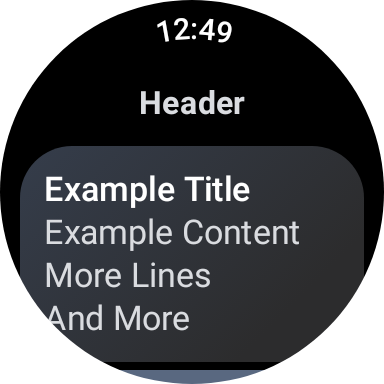 12:49
Header
Example Title
Example Content
More Lines
And More